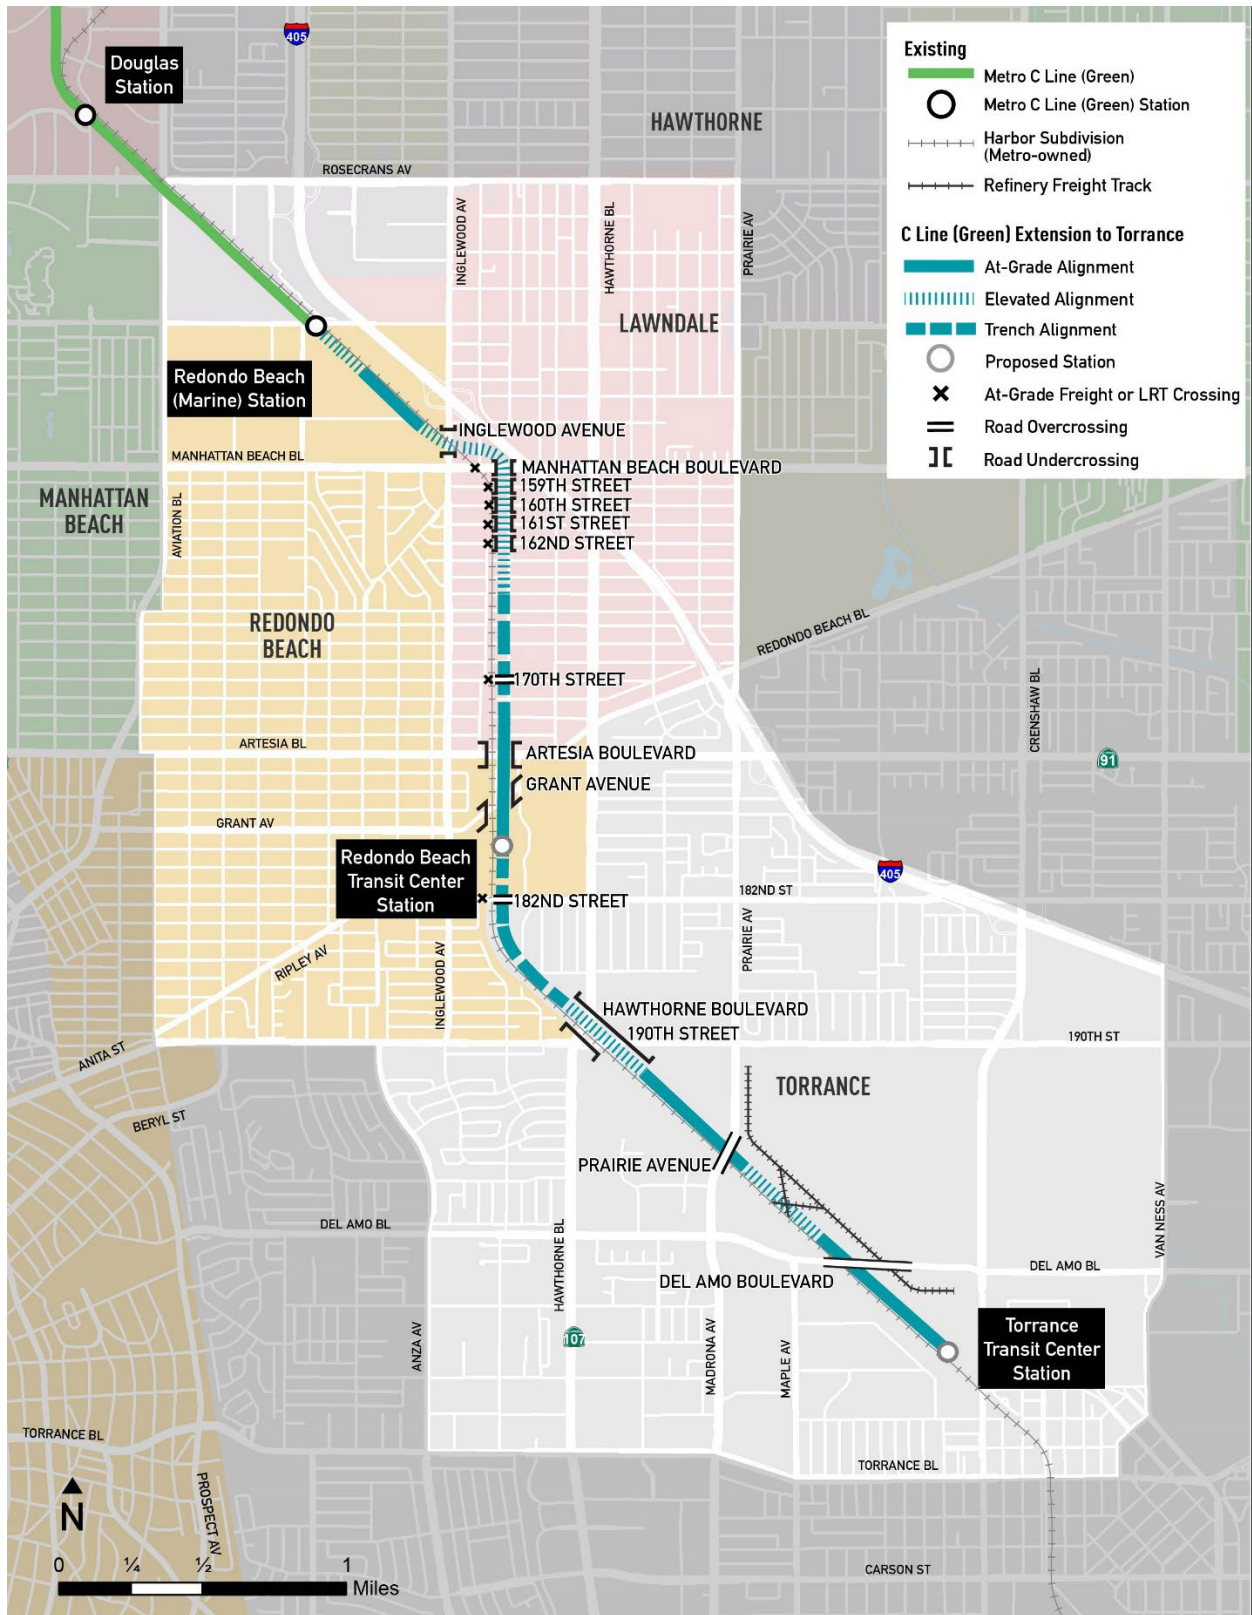 405
Douglas
Station
HAWTHORNE
ROSECRANS AV
INGLEWOOD AV
HAWTHORNE BL
PRAIRIE AV
Existing
Metro C Line (Green)
Metro C Line (Green) Station
Harbor Subdivision
(Metro-owned)
Refinery Freight Track
C Line (Green) Extension to Torrance
At-Grade Alignment
Elevated Alignment
Trench Alignment
Proposed Station
At-Grade Freight or LRT Crossing
Road Overcrossing
Road Undercrossing
LAWNDALE
Redondo Beach
(Marine) Station
INGLEWOOD AVENUE
MANHATTAN BEACH BL
MANHATTAN BEACH BOULEVARD
159TH STREET
160TH STREET
161ST STREET
162ND STREET
MANHATTAN
BEACH
AVIATION BL
REDONDO
BEACH
REDONDO BEACH BL
170TH STREET
CRENSHAW BL
ARTESIA BL
ARTESIA BOULEVARD
91
GRANT AVENUE
GRANT AV
Redondo Beach
Transit Center
Station
405
182ND ST
182ND STREET
PRAIRIE AV
RIPLEY AV
INGLEWOOD AV
HAWTHORNE BOULEVARD
190TH STREET
190TH ST
ANITA ST
BERYL ST
TORRANCE
PRAIRIE AVENUE
VAN NESS AV
DEL AMO BL
HAWTHORNE BL
DEL AMO BOULEVARD
DEL AMO BL
Torrance
Transit Center
Station
107
ANZA AV
MADRONA AV
MAPLE AV
TORRANCE BL
TORRANCE BL
PROSPECT AV
N
CARSON ST
0 ¼ ½ 1
Miles